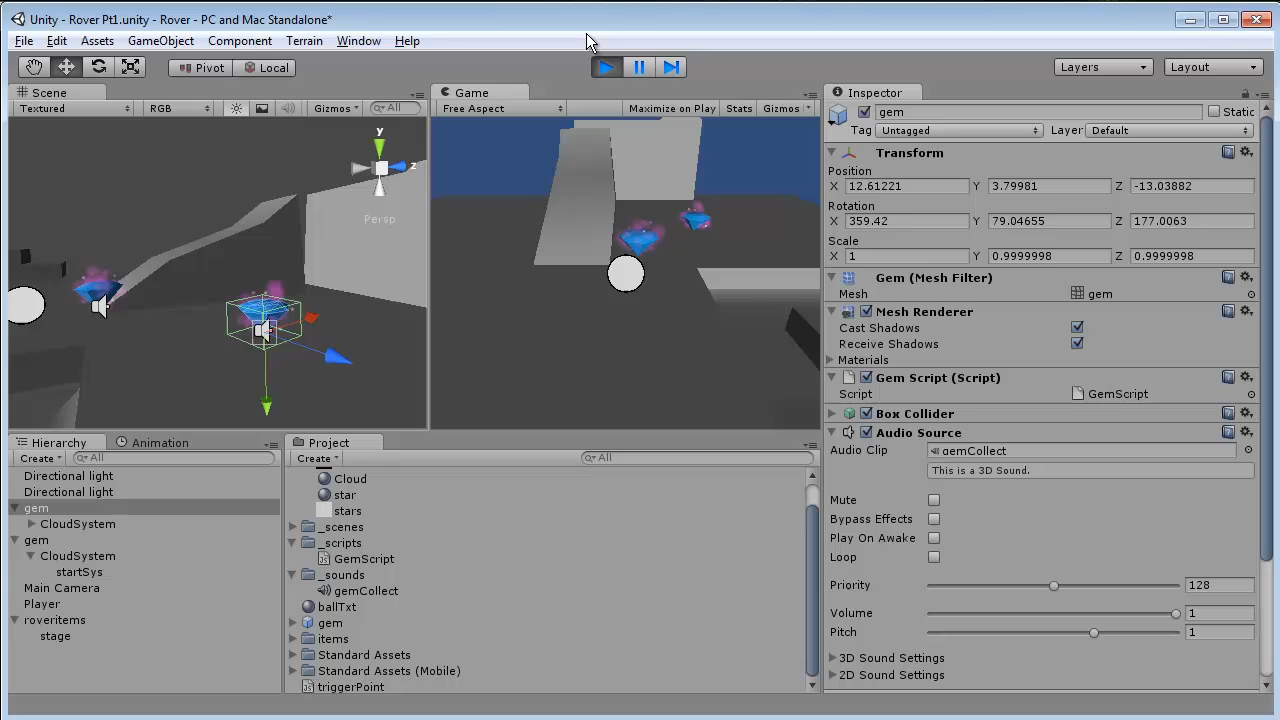 Unity - Rover Pt1.unity - Rover - PC and Mac Standalone*
File Edit Assets GameObject Component Terrain Window Help
Pivot Local Layers Layout
Scene
Textured RGB Gizmos All
y
z
Persp
Game
Free Aspect Maximize on Play Stats Gizmos
Inspector
gem Static
Tag Untagged Layer Default
Transform
Position
X 12.61221 Y 3.79981 Z -13.03882
Rotation
X 359.42 Y 79.04655 Z 177.0063
Scale
X 1 Y 0.9999998 Z 0.9999998
Gem (Mesh Filter)
Mesh gem
Mesh Renderer
Cast Shadows
Receive Shadows
Materials
Gem Script (Script)
Script GemScript
Box Collider
Audio Source
Audio Clip gemCollect
This is a 3D Sound.
Mute
Bypass Effects
Play On Awake
Loop
Priority 128
Volume 1
Pitch 1
3D Sound Settings
2D Sound Settings
Hierarchy Animation
Create All
Directional light
Directional light
gem
CloudSystem
gem
CloudSystem
startSys
Main Camera
Player
roveritems
stage
Project
Create All
Cloud
star
stars
_scenes
_scripts
GemScript
_sounds
gemCollect
ballTxt
gem
items
Standard Assets
Standard Assets (Mobile)
triggerPoint